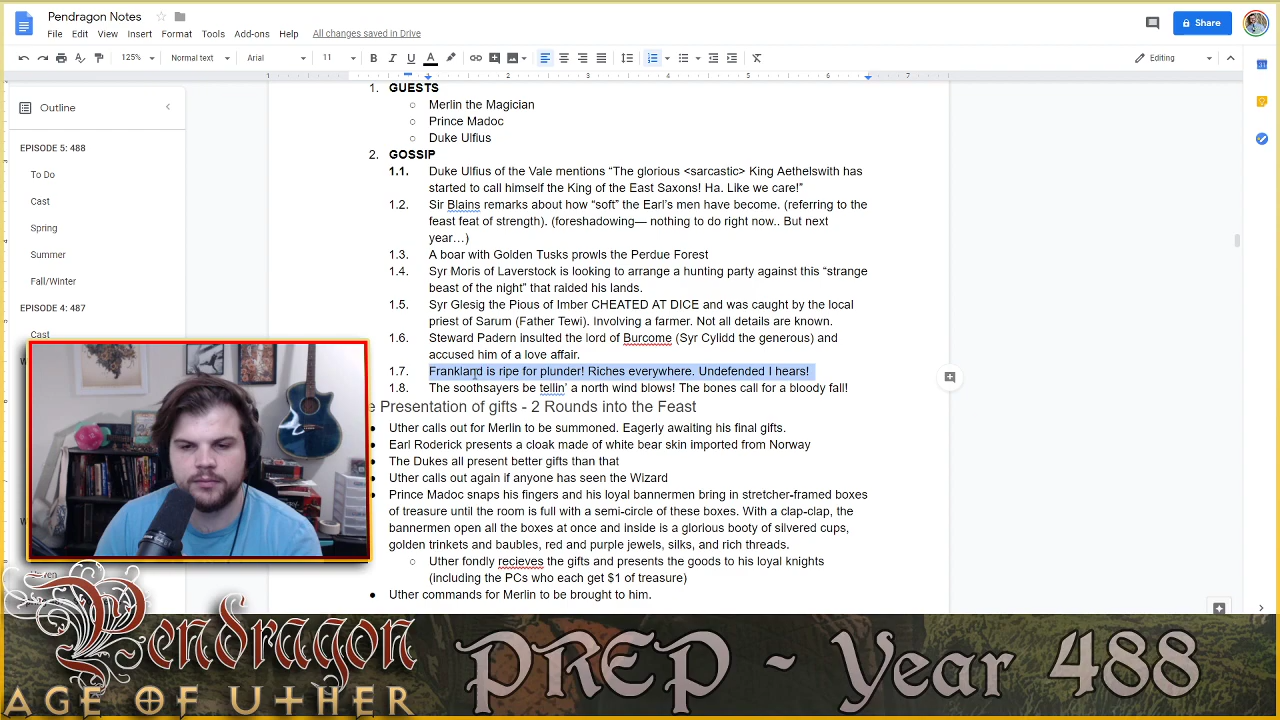 Pendragon Notes
File Edit View Insert Format Tools Add-ons Help All changes saved in Drive
Share
125% Normal text Arial 11 B I U A Editing
1 1 2 3 4 5 6 7
Outline
EPISODE 5: 488
To Do
Cast
Spring
Summer
Fall/Winter
EPISODE 4: 487
Cast
1. GUESTS
○ Merlin the Magician
○ Prince Madoc
○ Duke Ulfius
2. GOSSIP
1.1. Duke Ulfius of the Vale mentions “The glorious <sarcastic> King Aethelswith has
started to call himself the King of the East Saxons! Ha. Like we care!”
1.2. Sir Blains remarks about how “soft” the Earl’s men have become. (referring to the
feast feat of strength). (foreshadowing— nothing to do right now.. But next
year…)
1.3. A boar with Golden Tusks prowls the Perdue Forest
1.4. Syr Moris of Laverstock is looking to arrange a hunting party against this “strange
beast of the night” that raided his lands.
1.5. Syr Glesig the Pious of Imber CHEATED AT DICE and was caught by the local
priest of Sarum (Father Tewi). Involving a farmer. Not all details are known.
1.6. Steward Padern insulted the lord of Burcome (Syr Cylidd the generous) and
accused him of a love affair.
1.7. Frankland is ripe for plunder! Riches everywhere. Undefended I hears!
1.8. The soothsayers be tellin’ a north wind blows! The bones call for a bloody fall!
e Presentation of gifts - 2 Rounds into the Feast
● Uther calls out for Merlin to be summoned. Eagerly awaiting his final gifts.
● Earl Roderick presents a cloak made of white bear skin imported from Norway
● The Dukes all present better gifts than that
● Uther calls out again if anyone has seen the Wizard
● Prince Madoc snaps his fingers and his loyal bannermen bring in stretcher-framed boxes
of treasure until the room is full with a semi-circle of these boxes. With a clap-clap, the
bannermen open all the boxes at once and inside is a glorious booty of silvered cups,
golden trinkets and baubles, red and purple jewels, silks, and rich threads.
○ Uther fondly recieves the gifts and presents the goods to his loyal knights
(including the PCs who each get $1 of treasure)
● Uther commands for Merlin to be brought to him.
Pendragon
AGE OF UTHER
PREP - Year 488